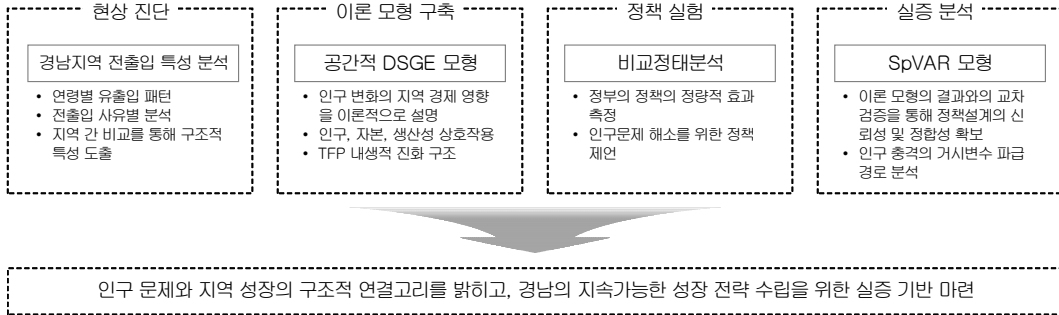 현상 진단
경남지역 전출입 특성 분석
• 연령별 유출입 패턴
• 전출입 사유별 분석
• 지역 간 비교를 통해 구조적
특성 도출
이론 모형 구축
공간적 DSGE 모형
• 인구 변화의 지역 경제 영향
을 이론적으로 설명
• 인구, 자본, 생산성 상호작용
• TFP 내생적 진화 구조
정책 실험
비교정태분석
• 정부의 정책의 정량적 효과
측정
• 인구문제 해소를 위한 정책
제언
실증 분석
SpVAR 모형
• 이론 모형의 결과와의 교차
검증을 통해 정책설계의 신
뢰성 및 정합성 확보
• 인구 충격의 거시변수 파급
경로 분석
인구 문제와 지역 성장의 구조적 연결고리를 밝히고, 경남의 지속가능한 성장 전략 수립을 위한 실증 기반 마련